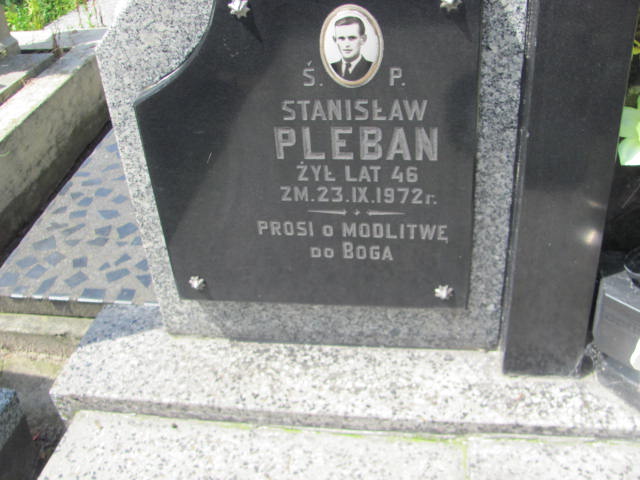 Ś. P.
STANISŁAW
PLEBAN
ŻYŁ LAT 46
ZM. 23.IX.1972 r.
PROSI o MODLITWĘ
DO BOGA